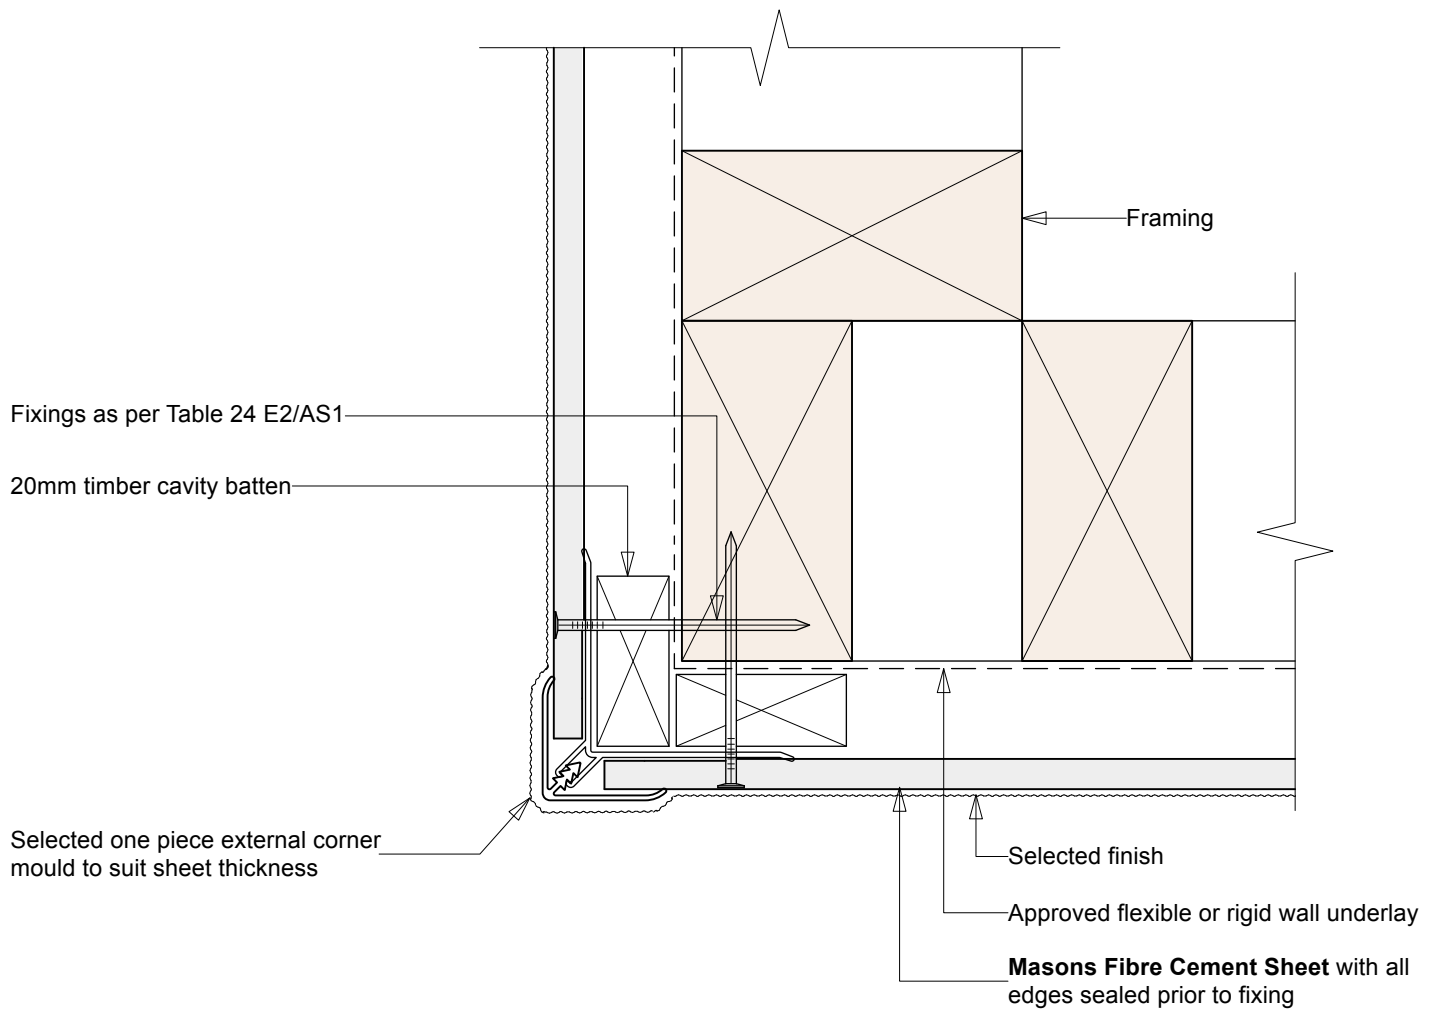 Framing
Fixings as per Table 24 E2/AS1
20mm timber cavity batten
Selected one piece external corner
mould to suit sheet thickness
Selected finish
Approved flexible or rigid wall underlay
Masons Fibre Cement Sheet with all
edges sealed prior to fixing